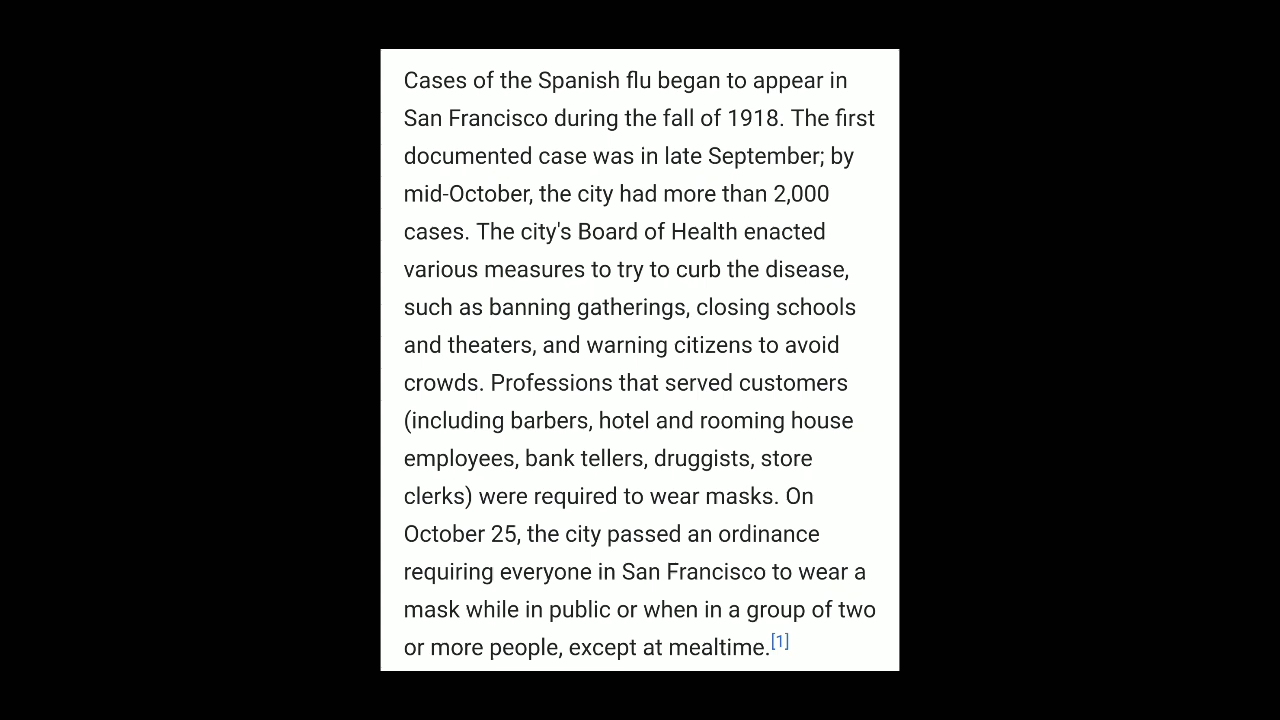 Cases of the Spanish flu began to appear in
San Francisco during the fall of 1918. The first
documented case was in late September; by
mid-October, the city had more than 2,000
cases. The city's Board of Health enacted
various measures to try to curb the disease,
such as banning gatherings, closing schools
and theaters, and warning citizens to avoid
crowds. Professions that served customers
(including barbers, hotel and rooming house
employees, bank tellers, druggists, store
clerks) were required to wear masks. On
October 25, the city passed an ordinance
requiring everyone in San Francisco to wear a
mask while in public or when in a group of two
or more people, except at mealtime.[1]